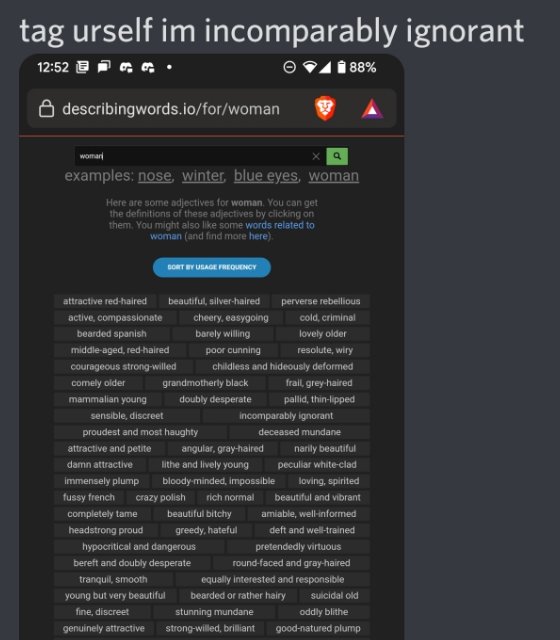 tag urself im incomparably ignorant
12:52 88%
describingwords.io/for/woman
woman
examples: nose, winter, blue eyes, woman
Here are some adjectives for woman. You can get
the definitions of these adjectives by clicking on
them. You might also like some words related to
woman (and find more here).
SORT BY USAGE FREQUENCY
attractive red-haired beautiful, silver-haired perverse rebellious
active, compassionate cheery, easygoing cold, criminal
bearded spanish barely willing lovely older
middle-aged, red-haired poor cunning resolute, wiry
courageous strong-willed childless and hideously deformed
comely older grandmotherly black frail, grey-haired
mammalian young doubly desperate pallid, thin-lipped
sensible, discreet incomparably ignorant
proudest and most haughty deceased mundane
attractive and petite angular, gray-haired narily beautiful
damn attractive lithe and lively young peculiar white-clad
immensely plump bloody-minded, impossible loving, spirited
fussy french crazy polish rich normal beautiful and vibrant
completely tame beautiful bitchy amiable, well-informed
headstrong proud greedy, hateful deft and well-trained
hypocritical and dangerous pretendedly virtuous
bereft and doubly desperate round-faced and gray-haired
tranquil, smooth equally interested and responsible
young but very beautiful bearded or rather hairy suicidal old
fine, discreet stunning mundane oddly blithe
genuinely attractive strong-willed, brilliant good-natured plump